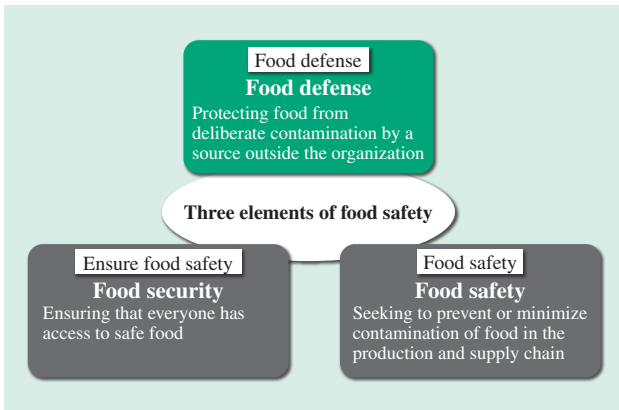 Food defense
Food defense
Protecting food from
deliberate contamination by a
source outside the organization
Three elements of food safety
Ensure food safety
Food security
Ensuring that everyone has
access to safe food
Food safety
Food safety
Seeking to prevent or minimize
contamination of food in the
production and supply chain